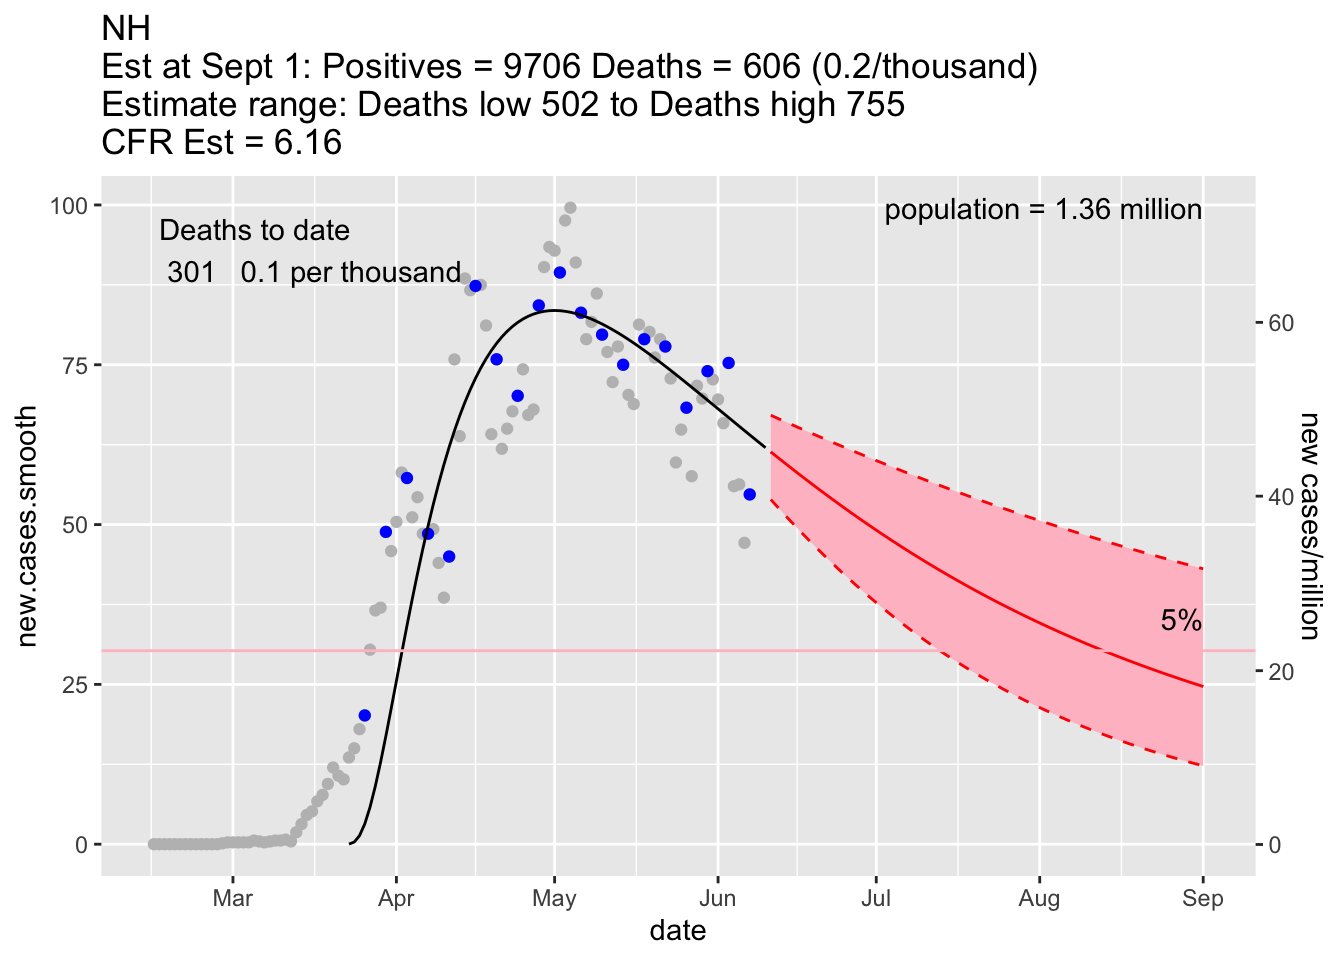 NH
Est at Sept 1: Positives = 9706 Deaths = 606 (0.2/thousand)
Estimate range: Deaths low 502 to Deaths high 755
CFR Est = 6.16
population = 1.36 million
Deaths to date
301 0.1 per thousand
5%
new.cases.smooth
100
75
50
25
0
new cases/million
60
40
20
0
Mar Apr May Jun Jul Aug Sep
date